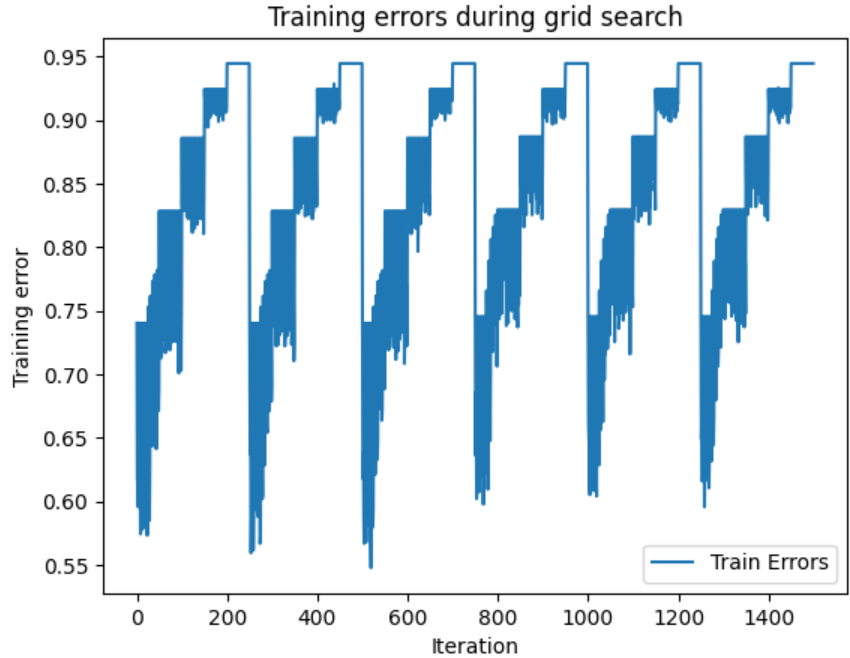 Training errors during grid search
0.95
0.90
0.85
0.80
0.75
0.70
0.65
0.60
0.55
Training error
Train Errors
0 200 400 600 800 1000 1200 1400
Iteration